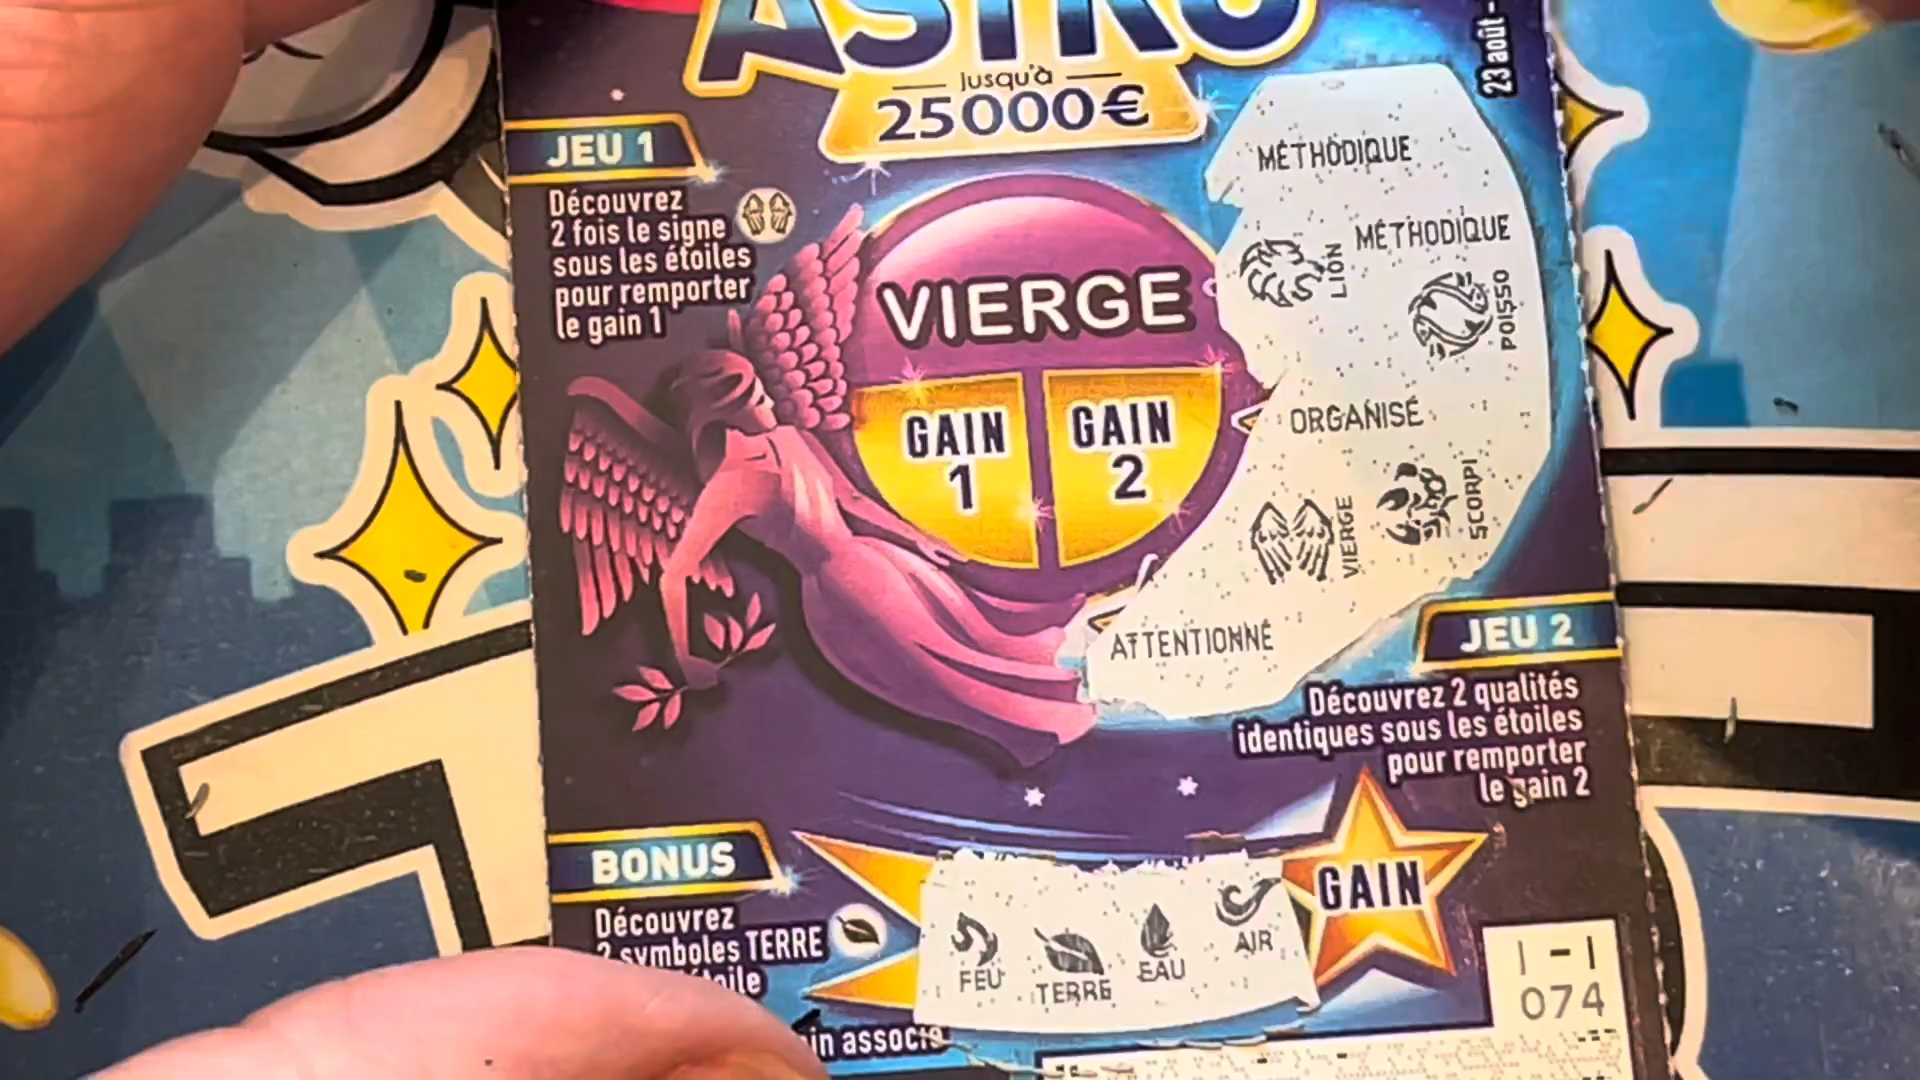 ASTRO
jusqu'à
25000€
23 août -
JEU 1
Découvrez
2 fois le signe
sous les étoiles
pour remporter
le gain 1
VIERGE
GAIN
1
GAIN
2
MÉTHODIQUE
LION
MÉTHODIQUE
POISSO
ORGANISÉ
VIERGE
SCORPI
ATTENTIONNÉ
JEU 2
Découvrez 2 qualités
identiques sous les étoiles
pour remporter
le gain 2
BONUS
Découvrez
2 symboles TERRE
toile
in associé
FEU
TERRE
EAU
AIR
GAIN
1-1
074